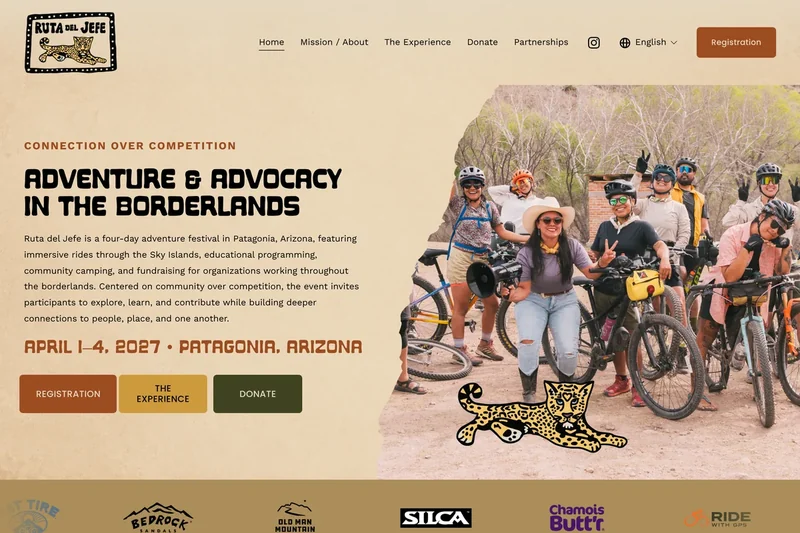 RUTA DEL JEFE
Home
Mission / About
The Experience
Donate
Partnerships
English
Registration
CONNECTION OVER COMPETITION
ADVENTURE & ADVOCACY
IN THE BORDERLANDS
Ruta del Jefe is a four-day adventure festival in Patagonia, Arizona, featuring
immersive rides through the Sky Islands, educational programming,
community camping, and fundraising for organizations working throughout
the borderlands. Centered on community over competition, the event invites
participants to explore, learn, and contribute while building deeper
connections to people, place, and one another.
APRIL 1–4, 2027 • PATAGONIA, ARIZONA
REGISTRATION
THE
EXPERIENCE
DONATE
TIRE
BEDROCK
SANDALS
OLD MAN
MOUNTAIN
SILCA
Chamois
Butt'r.
RIDE
WITH GPS